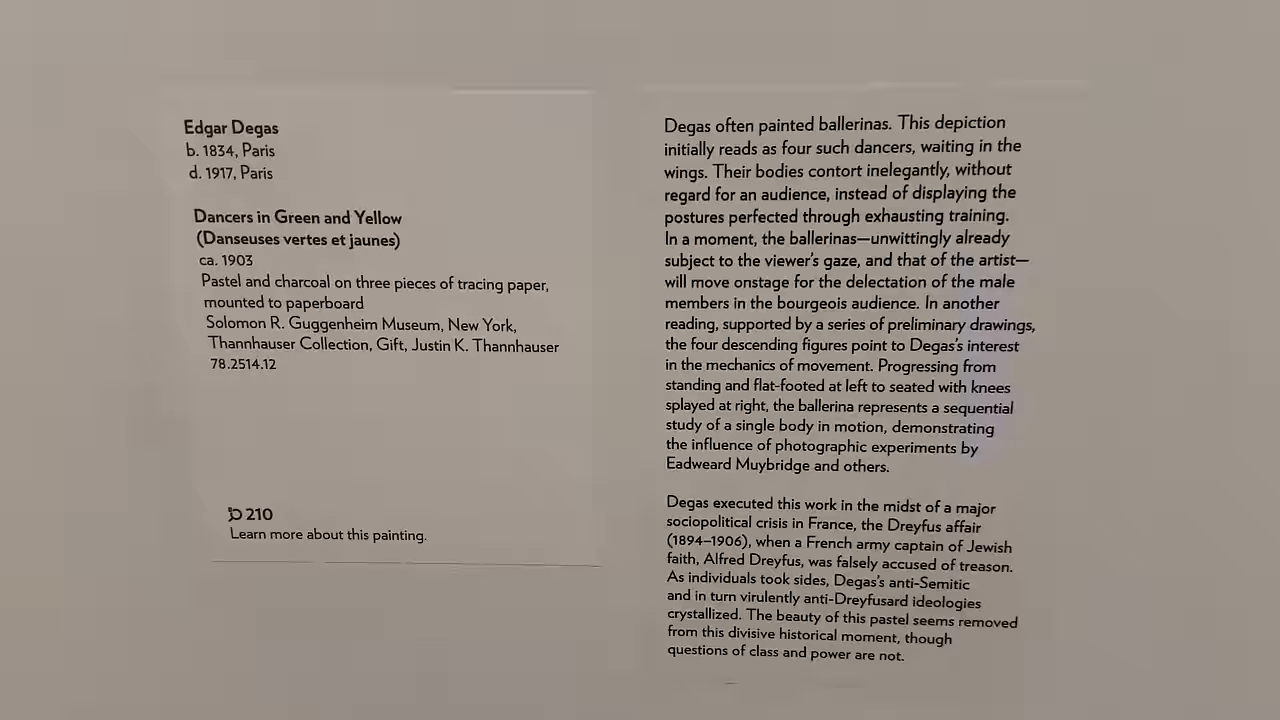 Edgar Degas
b. 1834, Paris
d. 1917, Paris
Dancers in Green and Yellow
(Danseuses vertes et jaunes)
ca. 1903
Pastel and charcoal on three pieces of tracing paper,
mounted to paperboard
Solomon R. Guggenheim Museum, New York,
Thannhauser Collection, Gift, Justin K. Thannhauser
78.2514.12
210
Learn more about this painting.
Degas often painted ballerinas. This depiction
initially reads as four such dancers, waiting in the
wings. Their bodies contort inelegantly, without
regard for an audience, instead of displaying the
postures perfected through exhausting training.
In a moment, the ballerinas—unwittingly already
subject to the viewer's gaze, and that of the artist—
will move onstage for the delectation of the male
members in the bourgeois audience. In another
reading, supported by a series of preliminary drawings,
the four descending figures point to Degas's interest
in the mechanics of movement. Progressing from
standing and flat-footed at left to seated with knees
splayed at right, the ballerina represents a sequential
study of a single body in motion, demonstrating
the influence of photographic experiments by
Eadweard Muybridge and others.
Degas executed this work in the midst of a major
sociopolitical crisis in France, the Dreyfus affair
(1894–1906), when a French army captain of Jewish
faith, Alfred Dreyfus, was falsely accused of treason.
As individuals took sides, Degas's anti-Semitic
and in turn virulently anti-Dreyfusard ideologies
crystallized. The beauty of this pastel seems removed
from this divisive historical moment, though
questions of class and power are not.